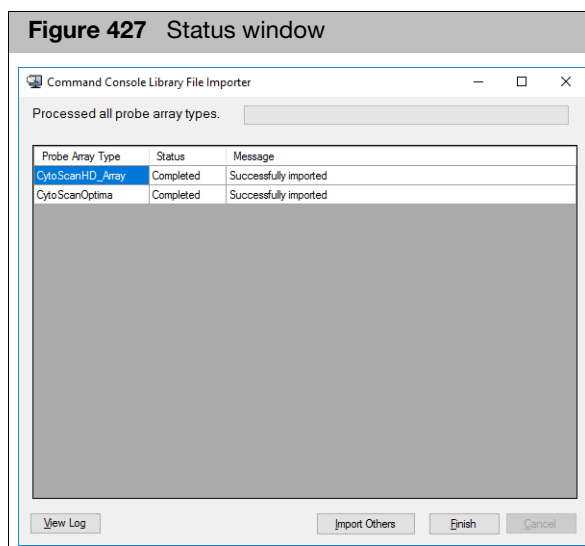 Figure 427 Status window
Command Console Library File Importer
Processed all probe array types.
Probe Array Type Status Message
CytoScanHD_Array Completed Successfully imported
CytoScanOptima Completed Successfully imported
View Log Import Others Finish Cancel